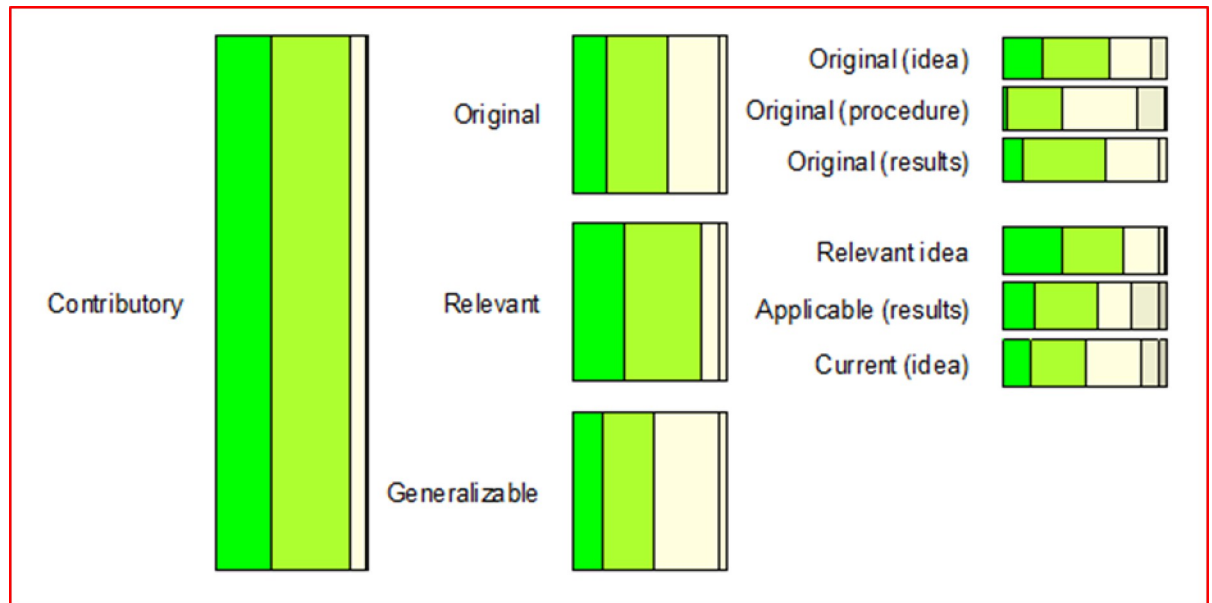 Contributory
Original
Relevant
Generalizable
Original (idea)
Original (procedure)
Original (results)
Relevant idea
Applicable (results)
Current (idea)